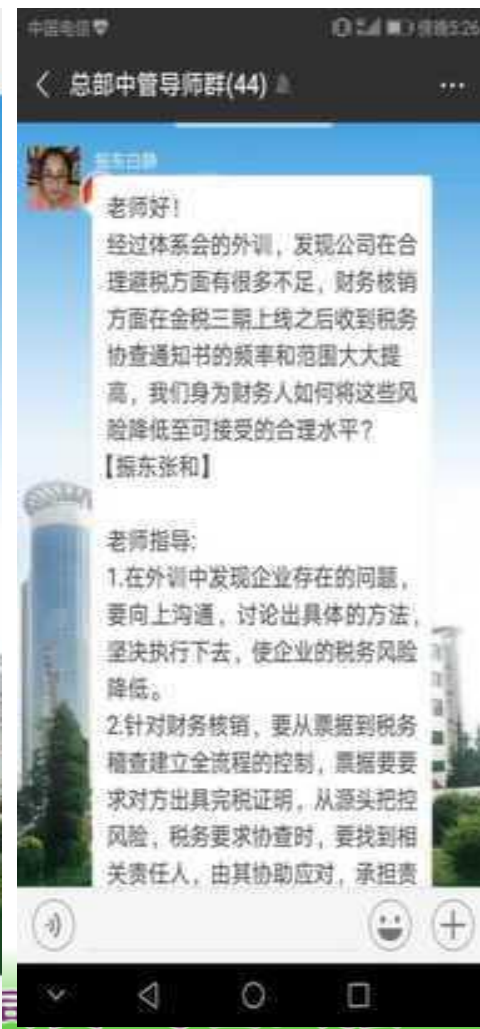 中国电信
5:26
总部中管导师群(44)
振东白静
老师好!
经过体系会的外训，发现公司在合
理避税方面有很多不足，财务核销
方面在金税三期上线之后收到税务
协查通知书的频率和范围大大提
高，我们身为财务人如何将这些风
险降低至可接受的合理水平?
【振东张和】
老师指导:
1.在外训中发现企业存在的问题，
要向上沟通，讨论出具体的方法，
坚决执行下去，使企业的税务风险
降低。
2.针对财务核销，要从票据到税务
稽查建立全流程的控制，票据要要
求对方出具完税证明，从源头把控
风险，税务要求协查时，要找到相
关责任人，由其协助应对，承担责